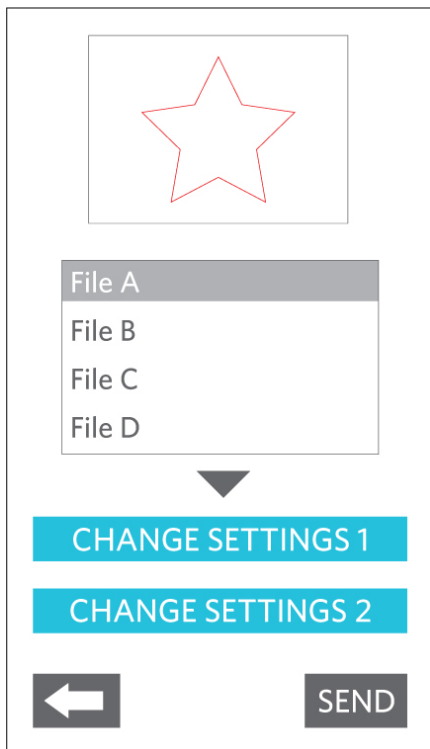 File A
File B
File C
File D
CHANGE SETTINGS 1
CHANGE SETTINGS 2
SEND